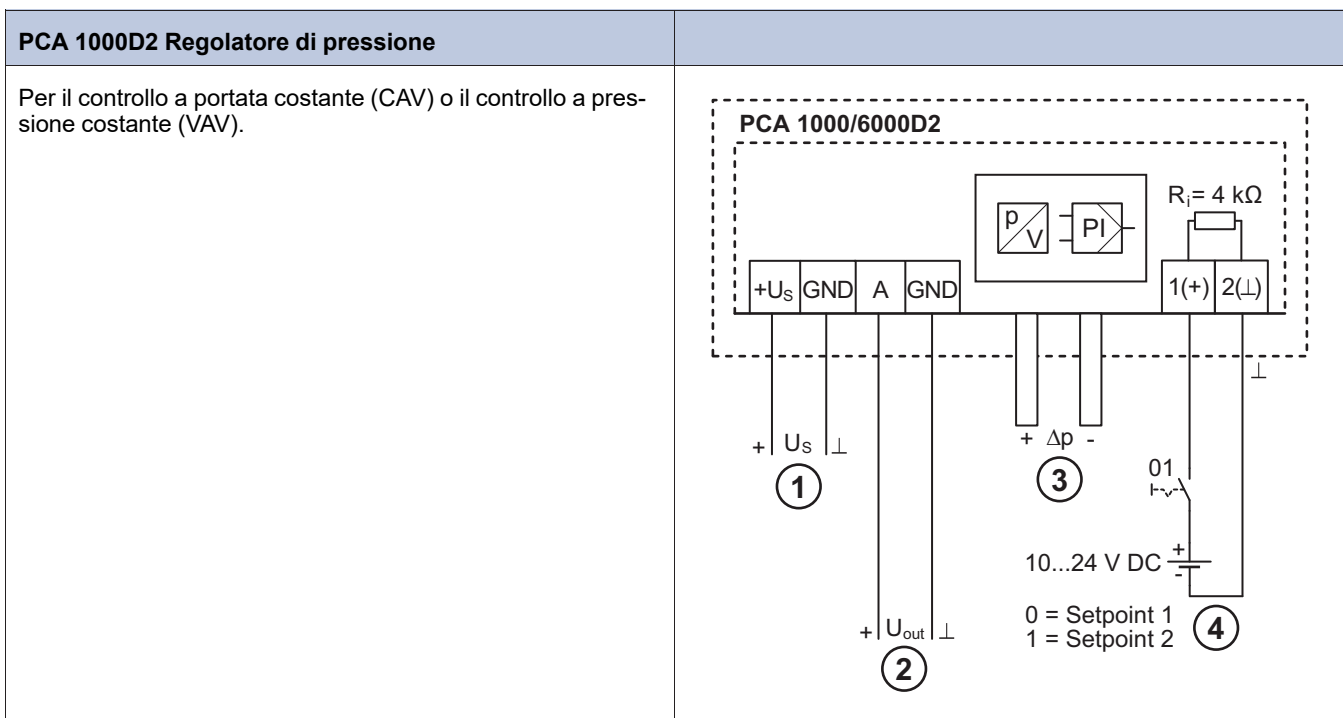 PCA 1000D2 Regolatore di pressione
Per il controllo a portata costante (CAV) o il controllo a pres-
sione costante (VAV).
PCA 1000/6000D2
Ri= 4 kΩ
p
V
PI
+US GND A GND
1(+) 2(⊥)
⊥
+ US ⊥
1
+ Δp -
3
01
10...24 V DC
+
-
0 = Setpoint 1
1 = Setpoint 2
4
+ Uout ⊥
2